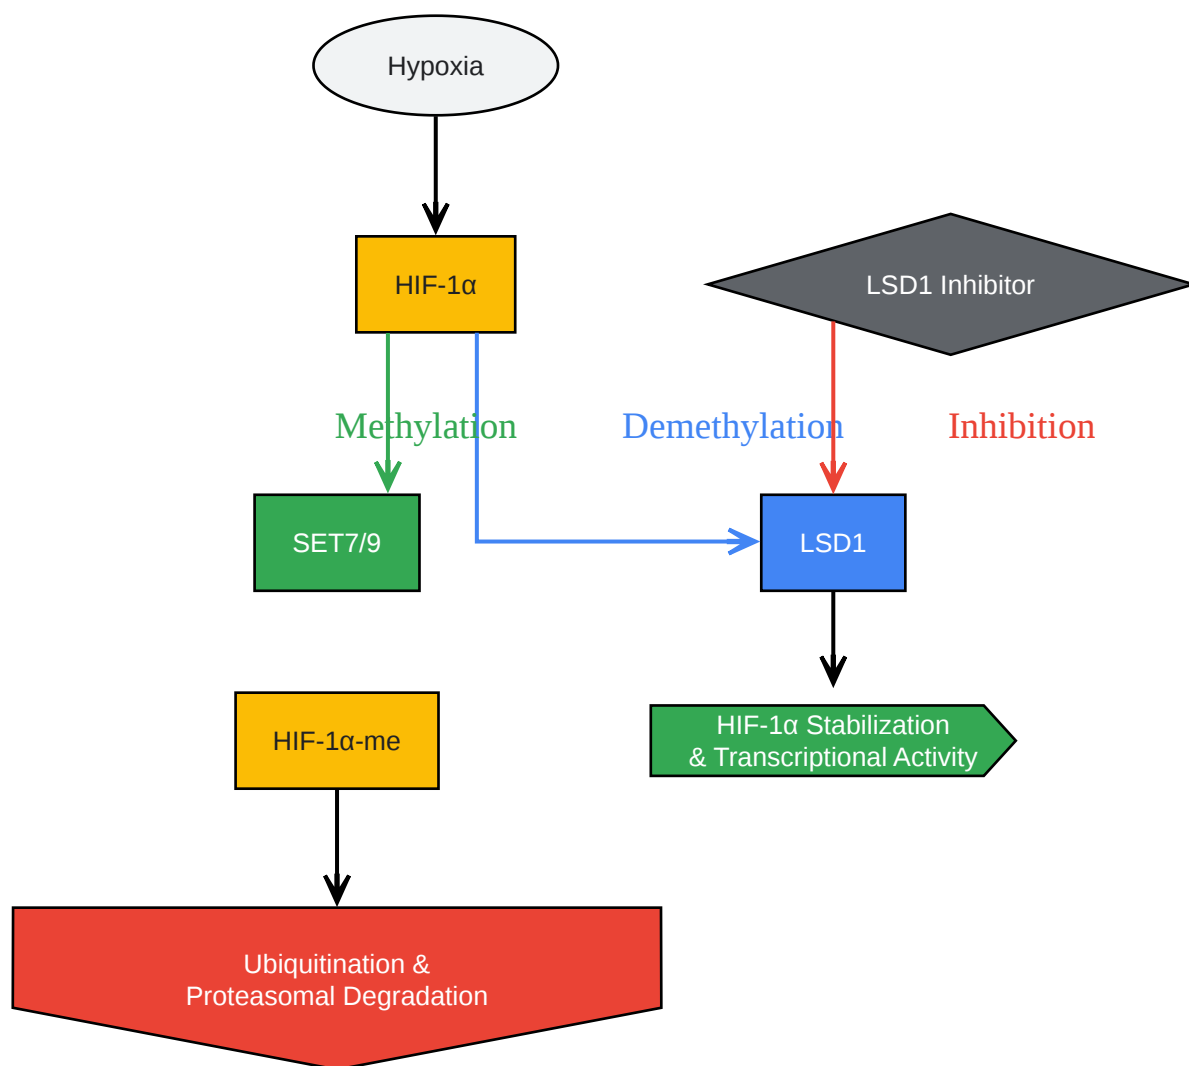 Hypoxia
HIF-1α
LSD1 Inhibitor
Methylation
Demethylation
Inhibition
SET7/9
LSD1
HIF-1α-me
HIF-1α Stabilization
& Transcriptional Activity
Ubiquitination &
Proteasomal Degradation